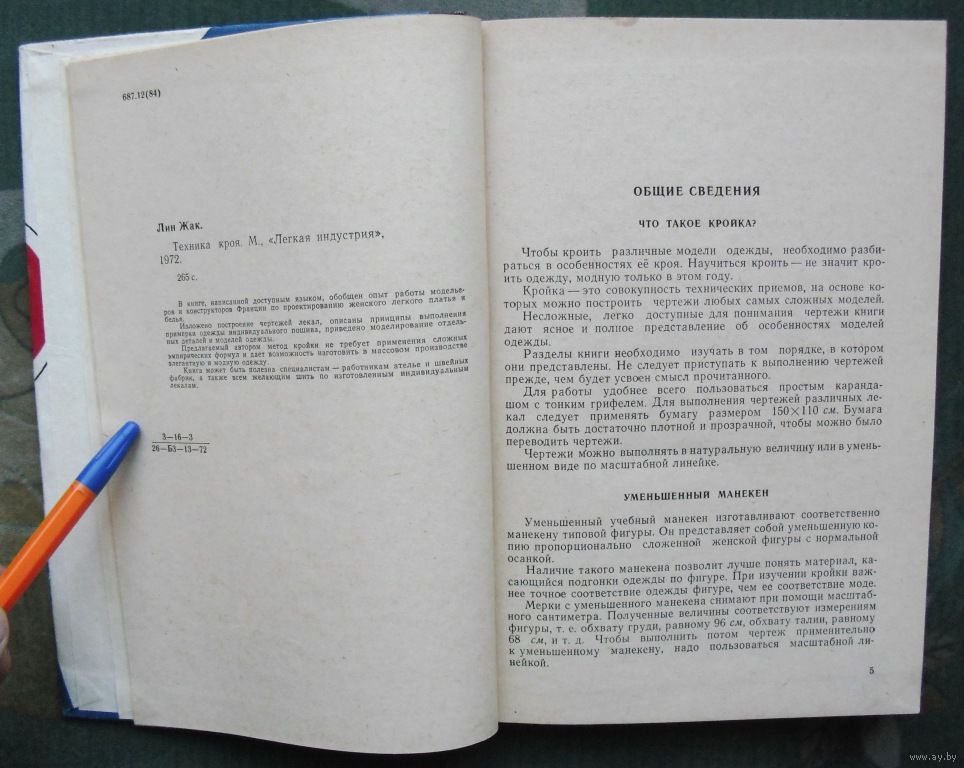 687.12(84)
Лин Жак.
Техника кроя. М., «Легкая индустрия»,
1972.
265 с.
В книге, написанной доступным языком, обобщен опыт работы модельеров
и конструкторов Франции по проектированию женского легкого платья и
белья.
Изложено построение чертежей лекал, описаны принципы выполнения
примерка одежды индивидуального пошива, приведено моделирование отдель-
ных деталей и моделей одежды.
Предлагаемый автором метод кройки не требует применения сложных
эмпирических формул и дает возможность изготовить в массовом производстве
элегантную и модную одежду.
Книга может быть полезна специалистам — работникам ателье и швейных
фабрик, а также всем желающим шить по изготовленным индивидуальным
лекалам.
3—16—3
26—БЗ—13—72
ОБЩИЕ СВЕДЕНИЯ
ЧТО ТАКОЕ КРОЙКА?
Чтобы кроить различные модели одежды, необходимо разби-
раться в особенностях её кроя. Научиться кроить — не значит кро-
ить одежду, модную только в этом году.
Кройка — это совокупность технических приемов, на основе ко-
торых можно построить чертежи любых самых сложных моделей.
Несложные, легко доступные для понимания чертежи книги
дают ясное и полное представление об особенностях моделей
одежды.
Разделы книги необходимо изучать в том порядке, в котором
они представлены. Не следует приступать к выполнению чертежей
прежде, чем будет усвоен смысл прочитанного.
Для работы удобнее всего пользоваться простым каранда-
шом с тонким грифелем. Для выполнения чертежей различных ле-
кал следует применять бумагу размером 150×110 см. Бумага
должна быть достаточно плотной и прозрачной, чтобы можно было
переводить чертежи.
Чертежи можно выполнять в натуральную величину или в умень-
шенном виде по масштабной линейке.
УМЕНЬШЕННЫЙ МАНЕКЕН
Уменьшенный учебный манекен изготавливают соответственно
манекену типовой фигуры. Он представляет собой уменьшенную ко-
пию пропорционально сложенной женской фигуры с нормальной
осанкой.
Наличие такого манекена позволит лучше понять материал, ка-
сающийся подгонки одежды по фигуре. При изучении кройки важ-
нее точное соответствие одежды фигуре, чем ее соответствие моде.
Мерки с уменьшенного манекена снимают при помощи масштаб-
ного сантиметра. Полученные величины соответствуют измерениям
фигуры, т. е. обхвату груди, равному 96 см, обхвату талии, равному
68 см, и т. д. Чтобы выполнить потом чертеж применительно
к уменьшенному манекену, надо пользоваться масштабной ли-
нейкой.
5
www.ay.by